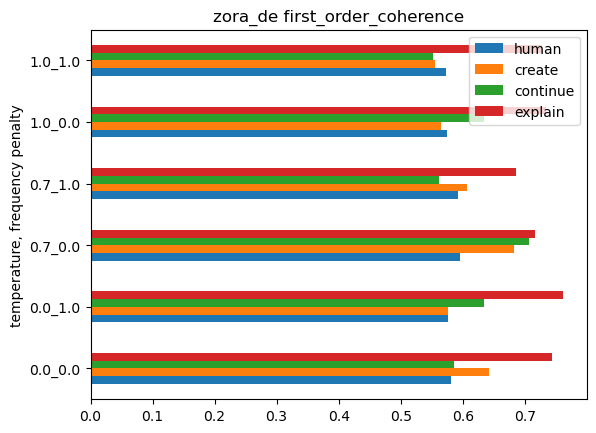 zora_de first_order_coherence
temperature, frequency penalty
1.0_1.0
1.0_0.0
0.7_1.0
0.7_0.0
0.0_1.0
0.0_0.0
human
create
continue
explain
0.0 0.1 0.2 0.3 0.4 0.5 0.6 0.7